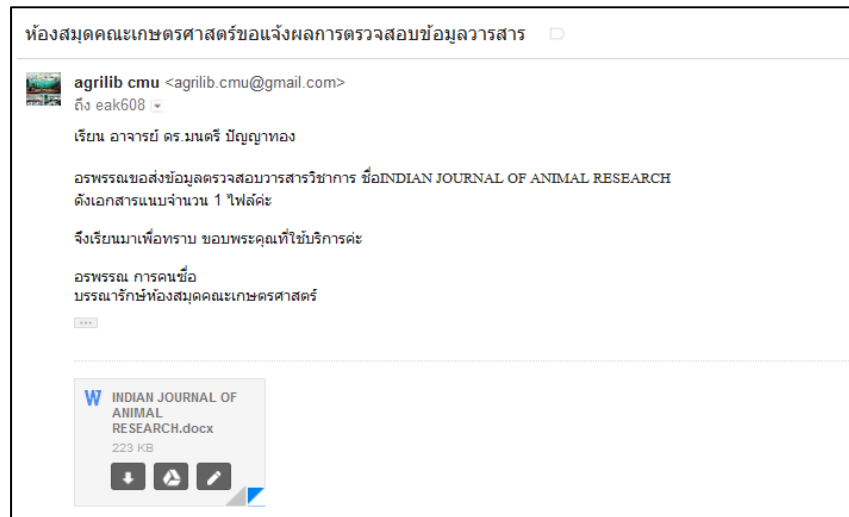 ห้องสมุดคณะเกษตรศาสตร์ขอแจ้งผลการตรวจสอบข้อมูลวารสาร
agrilib cmu <agrilib.cmu@gmail.com>
ถึง eak608
เรียน อาจารย์ ดร.มนตรี ปัญญาทอง
อรพรรณขอส่งข้อมูลตรวจสอบวารสารวิชาการ ชื่อINDIAN JOURNAL OF ANIMAL RESEARCH
ดังเอกสารแนบจำนวน 1 ไฟล์ค่ะ
จึงเรียนมาเพื่อทราบ ขอบพระคุณที่ใช้บริการค่ะ
อรพรรณ การคนซื่อ
บรรณารักษ์ห้องสมุดคณะเกษตรศาสตร์
W INDIAN JOURNAL OF
ANIMAL
RESEARCH.docx
223 KB